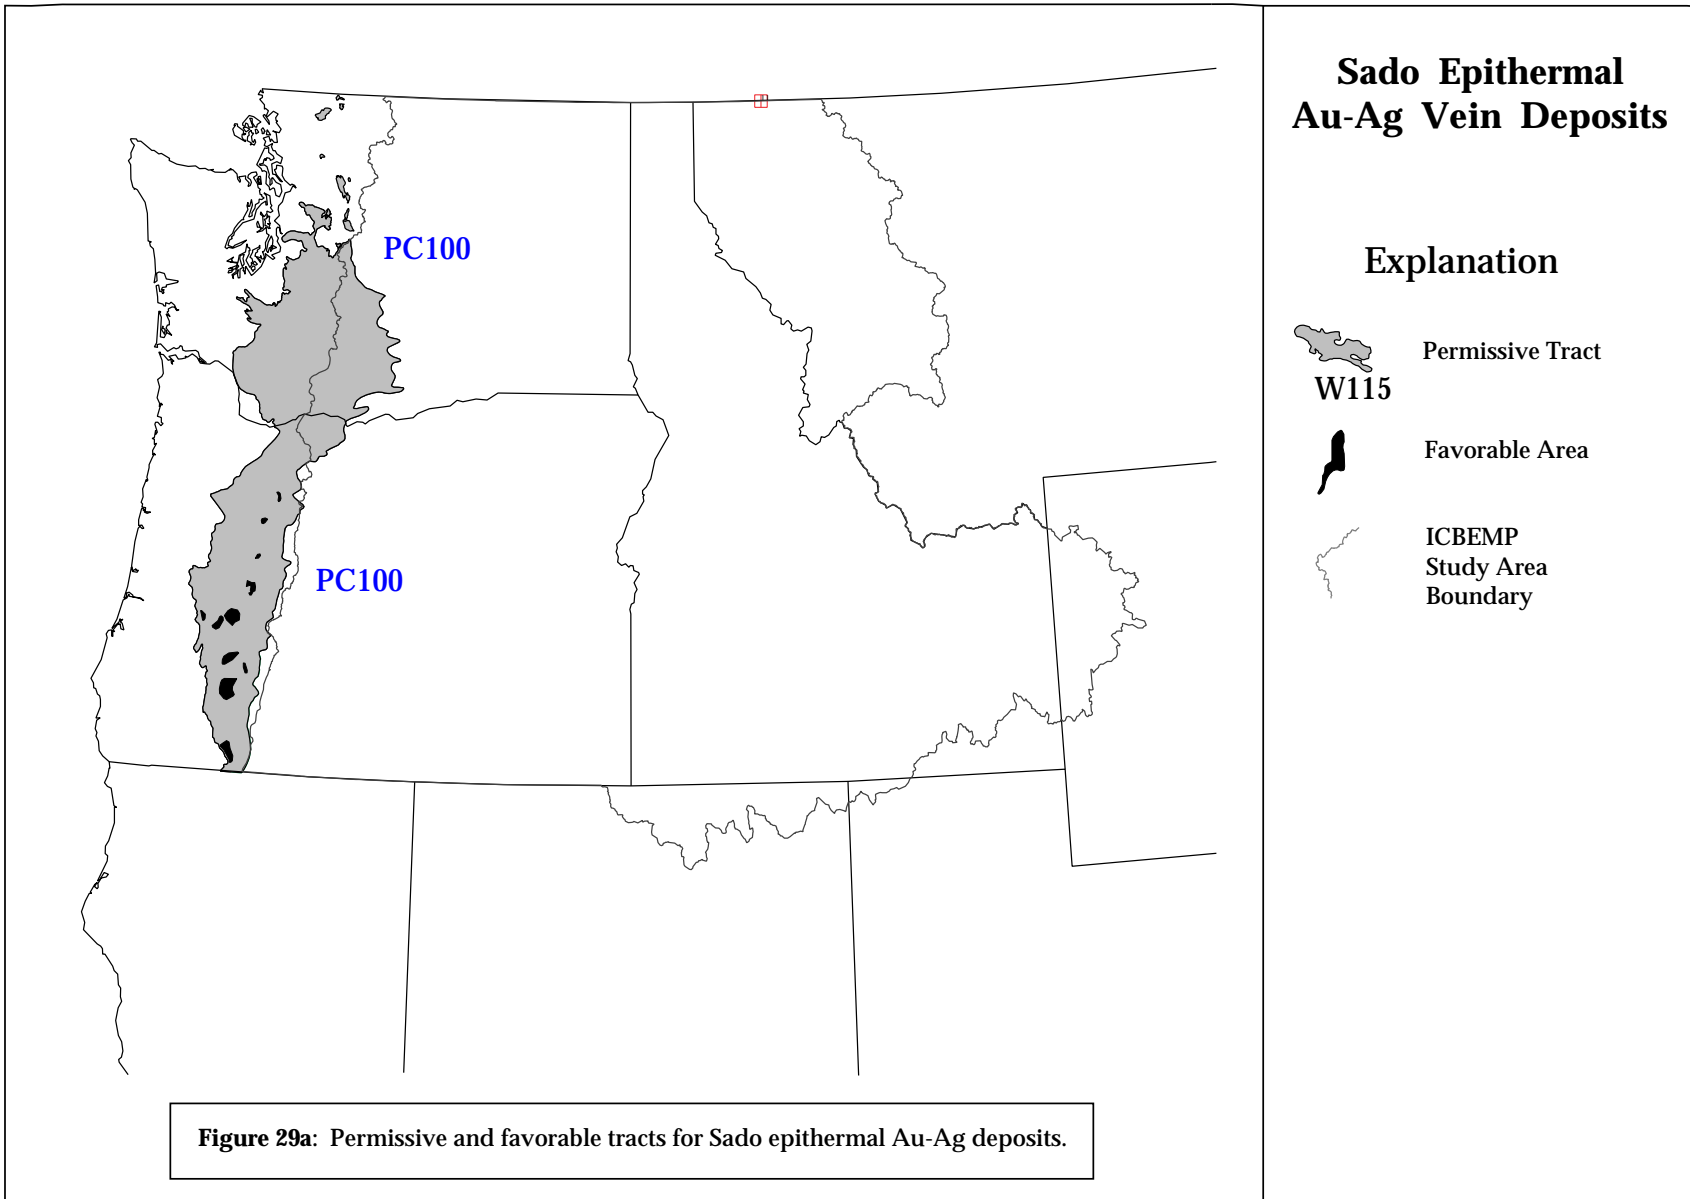 Sado Epithermal
Au-Ag Vein Deposits
Explanation
Permissive Tract
W115
Favorable Area
ICBEMP
Study Area
Boundary
PC100
PC100
Figure 29a: Permissive and favorable tracts for Sado epithermal Au-Ag deposits.